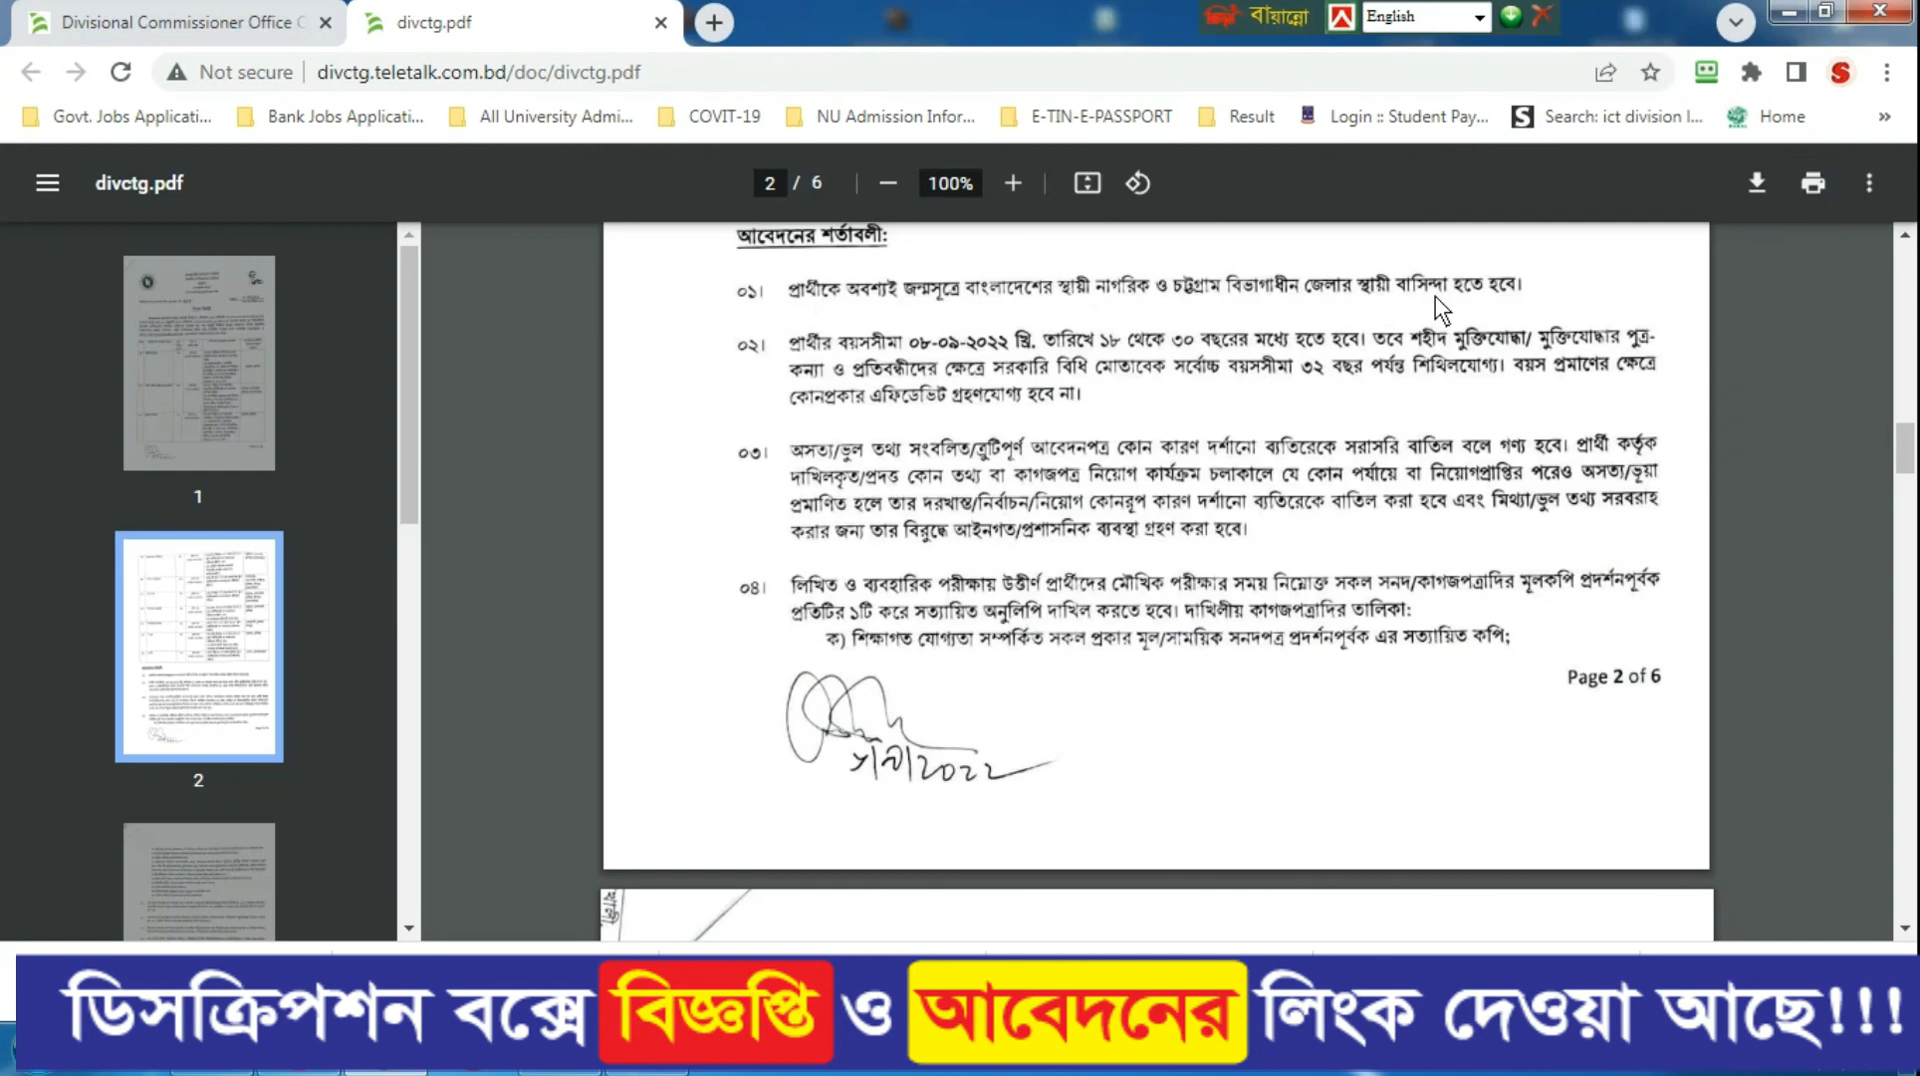 Divisional Commissioner Office C
divctg.pdf
বায়ান্নো
English
Not secure
divctg.teletalk.com.bd/doc/divctg.pdf
Govt. Jobs Applicati...
Bank Jobs Applicati...
All University Admi...
COVIT-19
NU Admission Infor...
E-TIN-E-PASSPORT
Result
Login :: Student Pay...
Search: ict division l...
Home
divctg.pdf
2 / 6
100%
1
2
আবেদনের শর্তাবলী:
০১। প্রার্থীকে অবশ্যই জন্মসূত্রে বাংলাদেশের স্থায়ী নাগরিক ও চট্টগ্রাম বিভাগাধীন জেলার স্থায়ী বাসিন্দা হতে হবে।
০২। প্রার্থীর বয়সসীমা ০৮-০৯-২০২২ খ্রি. তারিখে ১৮ থেকে ৩০ বছরের মধ্যে হতে হবে। তবে শহীদ মুক্তিযোদ্ধা/ মুক্তিযোদ্ধার পুত্র-
কন্যা ও প্রতিবন্ধীদের ক্ষেত্রে সরকারি বিধি মোতাবেক সর্বোচ্চ বয়সসীমা ৩২ বছর পর্যন্ত শিথিলযোগ্য। বয়স প্রমাণের ক্ষেত্রে
কোনপ্রকার এফিডেভিট গ্রহণযোগ্য হবে না।
০৩। অসত্য/ভুল তথ্য সংবলিত/ত্রুটিপূর্ণ আবেদনপত্র কোন কারণ দর্শানো ব্যতিরেকে সরাসরি বাতিল বলে গণ্য হবে। প্রার্থী কর্তৃক
দাখিলকৃত/প্রদত্ত কোন তথ্য বা কাগজপত্র নিয়োগ কার্যক্রম চলাকালে যে কোন পর্যায়ে বা নিয়োগপ্রাপ্তির পরেও অসত্য/ভূয়া
প্রমাণিত হলে তার দরখাস্ত/নির্বাচন/নিয়োগ কোনরূপ কারণ দর্শানো ব্যতিরেকে বাতিল করা হবে এবং মিথ্যা/ভুল তথ্য সরবরাহ
করার জন্য তার বিরুদ্ধে আইনগত/প্রশাসনিক ব্যবস্থা গ্রহণ করা হবে।
০৪। লিখিত ও ব্যবহারিক পরীক্ষায় উত্তীর্ণ প্রার্থীদের মৌখিক পরীক্ষার সময় নিম্নোক্ত সকল সনদ/কাগজপত্রাদির মূলকপি প্রদর্শনপূর্বক
প্রতিটির ১টি করে সত্যায়িত অনুলিপি দাখিল করতে হবে। দাখিলীয় কাগজপত্রাদির তালিকা:
ক) শিক্ষাগত যোগ্যতা সম্পর্কিত সকল প্রকার মূল/সাময়িক সনদপত্র প্রদর্শনপূর্বক এর সত্যায়িত কপি;
Page 2 of 6
ডিসক্রিপশন বক্সে বিজ্ঞপ্তি ও আবেদনের লিংক দেওয়া আছে!!!